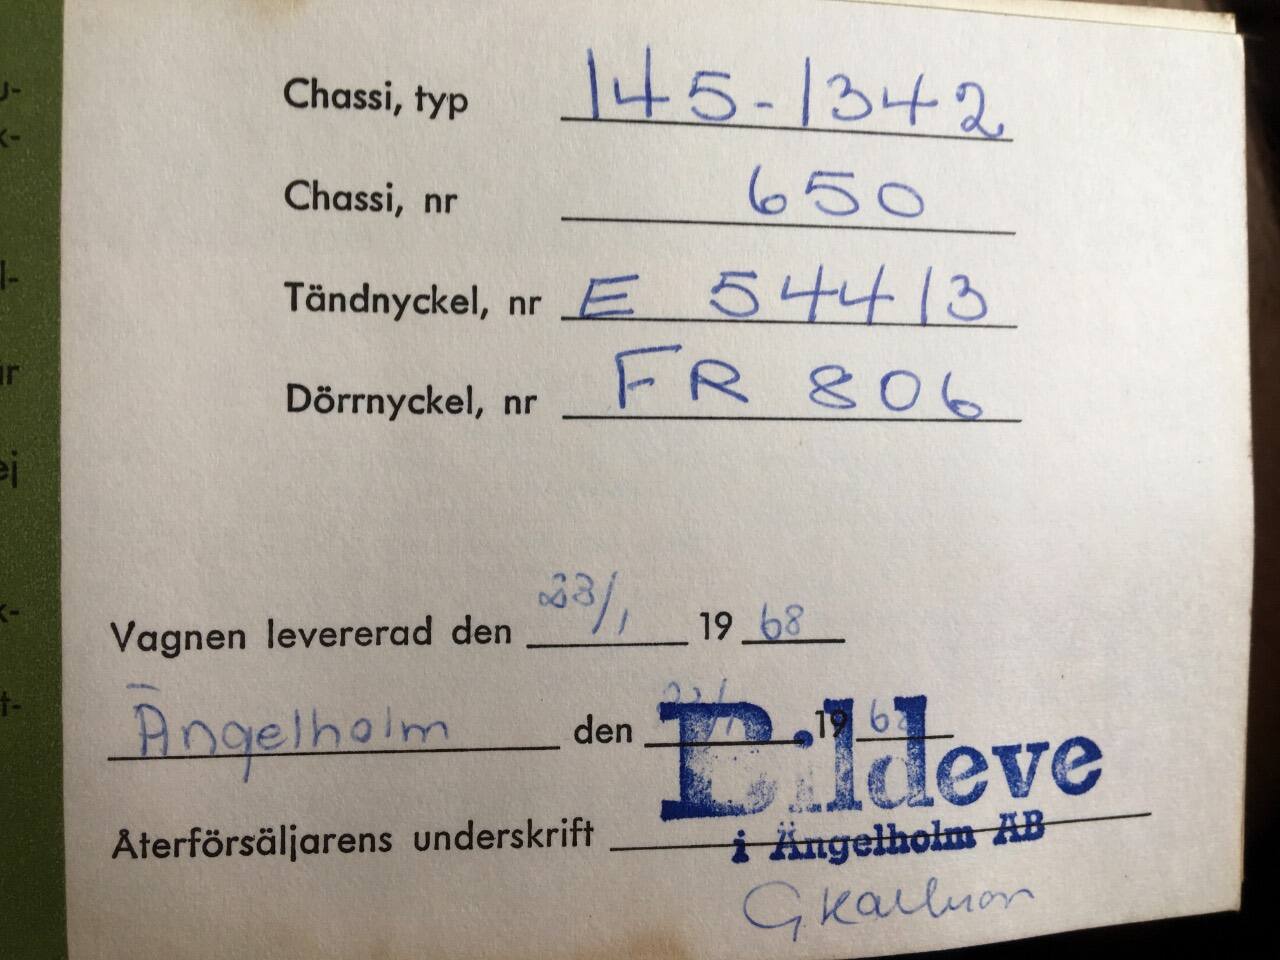 Chassi, typ 145-1342
Chassi, nr 650
Tändnyckel, nr E 54413
Dörrnyckel, nr FR 806
Vagnen levererad den 23/1 19 68
Ängelholm den 19 68
Bildeve
Återförsäljarens underskrift
i Ängelholm AB
G Karlsson